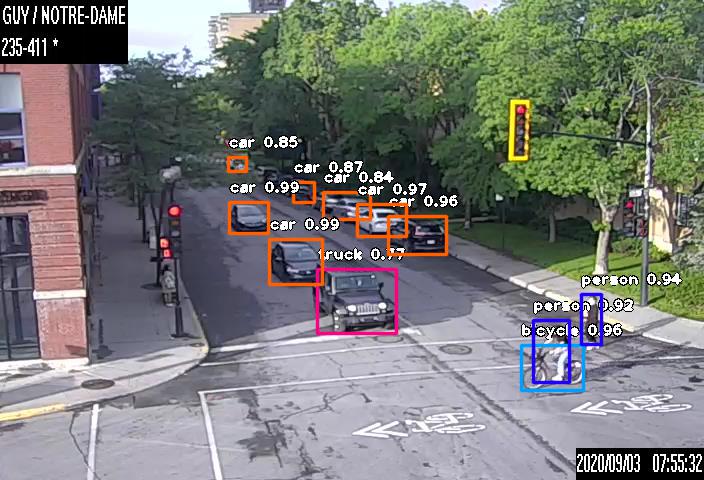 GUY / NOTRE-DAME
235-411 *
car 0.85
car 0.87
car 0.84
car 0.99
car 0.97
car 0.96
car 0.99
truck 0.77
person 0.94
person 0.92
bicycle 0.96
2020/09/03 07:55:32